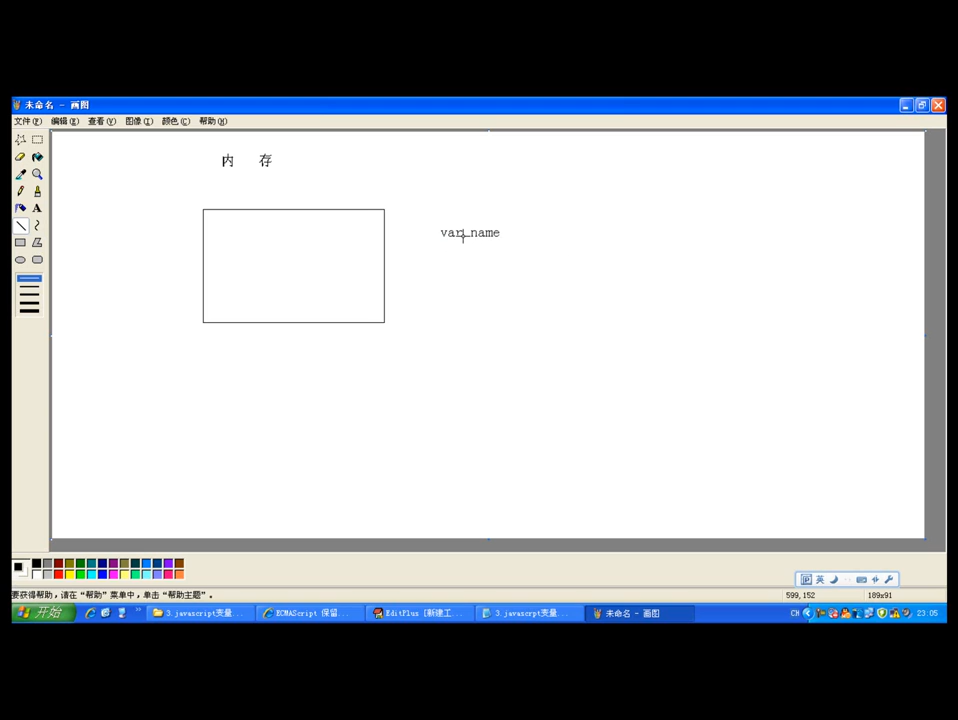 未命名 - 画图
文件(F) 编辑(E) 查看(V) 图像(I) 颜色(C) 帮助(H)
内 存
var name
要获得帮助,请在“帮助”菜单中,单击“帮助主题”。
599,152
189x91
英
开始
3.javascript变量...
ECMAScript 保留...
EditPlus [新建工...
3.javascript变量...
未命名 - 画图
CH
23:05